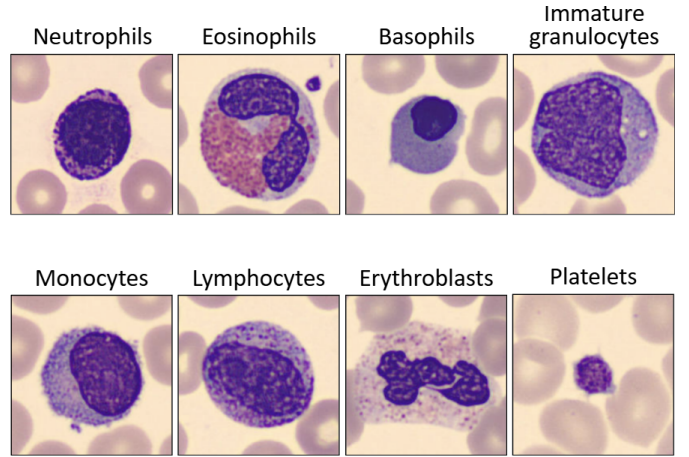 Neutrophils
Eosinophils
Basophils
Immature
granulocytes
Monocytes
Lymphocytes
Erythroblasts
Platelets